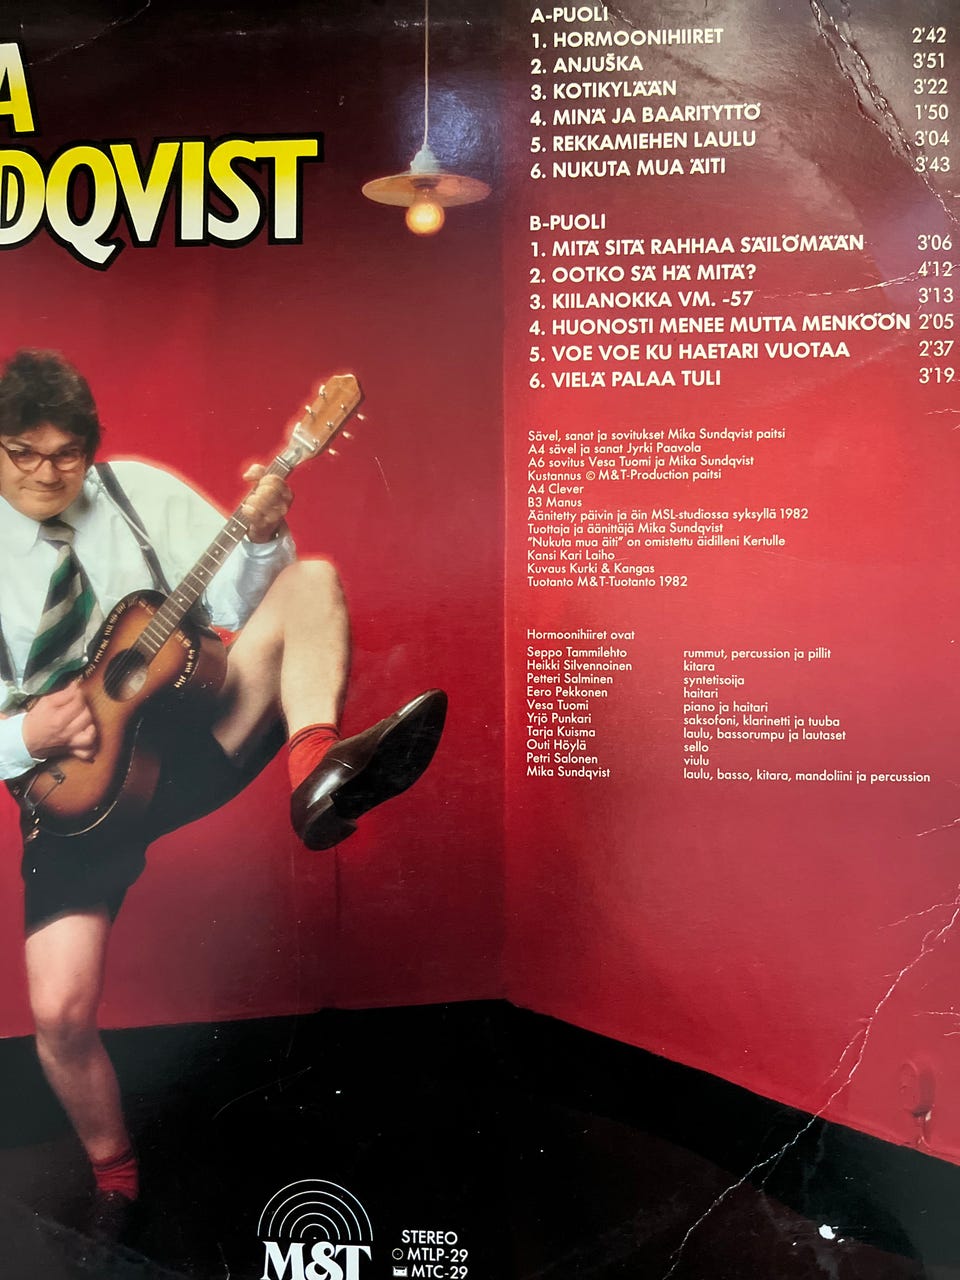 A
DQVIST
A-PUOLI
1. HORMOONIHIIRET 2'42
2. ANJUŠKA 3'51
3. KOTIKYLÄÄN 3'22
4. MINÄ JA BAARITYTTÖ 1'50
5. REKKAMIEHEN LAULU 3'04
6. NUKUTA MUA ÄITI 3'43
B-PUOLI
1. MITÄ SITÄ RAHHAA SÄILÖMÄÄN 3'06
2. OOTKO SÄ HÄ MITÄ? 4'12
3. KIILANOKKA VM. -57 3'13
4. HUONOSTI MENEE MUTTA MENKÖÖN 2'05
5. VOE VOE KU HAETARI VUOTAA 2'37
6. VIELÄ PALAA TULI 3'19
Sävel, sanat ja sovitukset Mika Sundqvist paitsi
A4 sävel ja sanat Jyrki Paavola
A6 sovitus Vesa Tuomi ja Mika Sundqvist
Kustannus © M&T-Production paitsi
A4 Clever
B3 Manus
Äänitetty päivin ja öin MSL-studiossa syksyllä 1982
Tuottaja ja äänittäjä Mika Sundqvist
"Nukuta mua äiti" on omistettu äidilleni Kertulle
Kansi Kari Laiho
Kuvaus Kurki & Kangas
Tuotanto M&T-Tuotanto 1982
Hormoonihiiret ovat
Seppo Tammilehto rummut, percussion ja pillit
Heikki Silvennoinen kitara
Petteri Salminen syntetisoija
Eero Pekkonen haitari
Vesa Tuomi piano ja haitari
Yrjö Punkari saksofoni, klarinetti ja tuuba
Tarja Kuisma laulu, bassorumpu ja lautaset
Outi Höylä sello
Petri Salonen viulu
Mika Sundqvist laulu, basso, kitara, mandoliini ja percussion
M&T
STEREO
MTLP-29
MTC-29